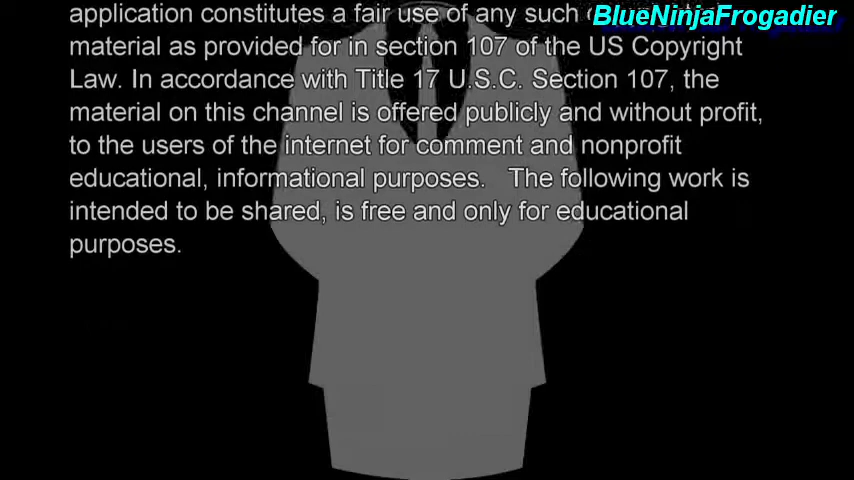 BlueNinjaFrogadier
application constitutes a fair use of any such
material as provided for in section 107 of the US Copyright
Law. In accordance with Title 17 U.S.C. Section 107, the
material on this channel is offered publicly and without profit,
to the users of the internet for comment and nonprofit
educational, informational purposes. The following work is
intended to be shared, is free and only for educational
purposes.